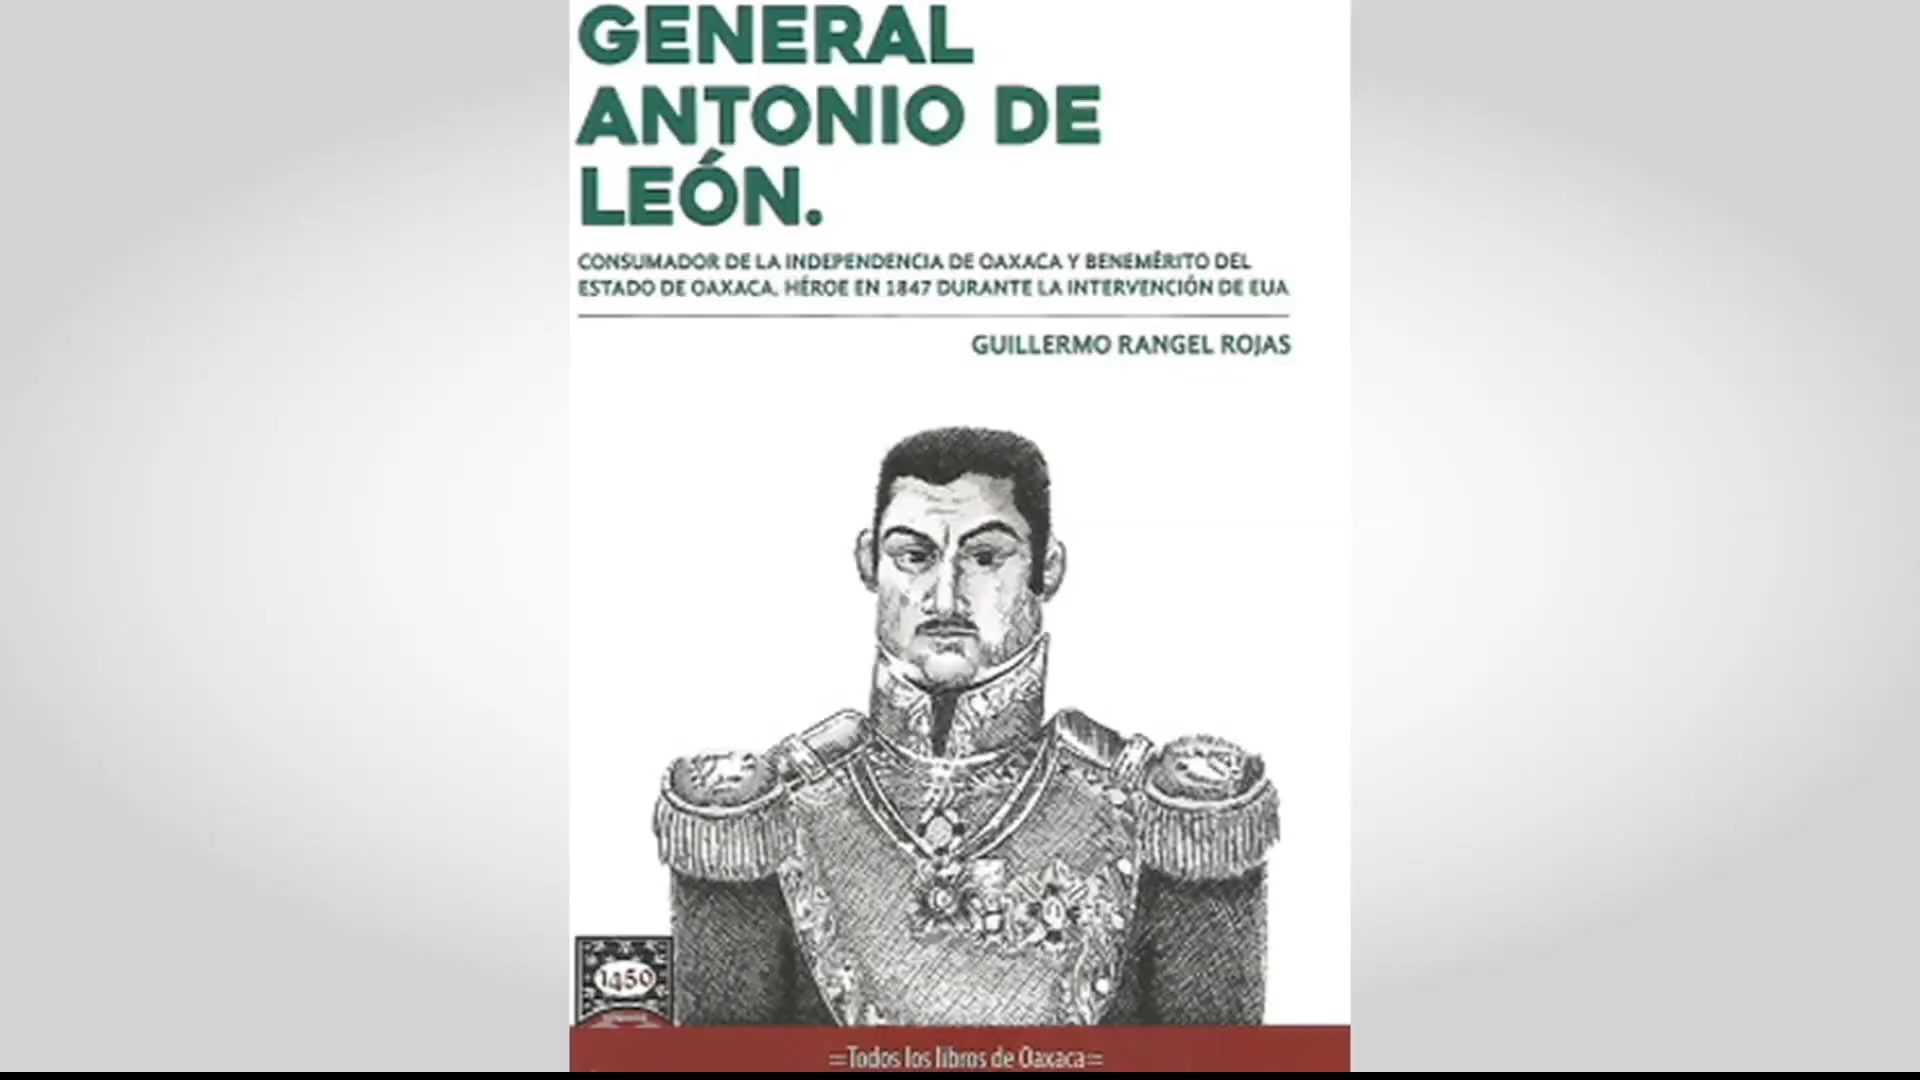 GENERAL
ANTONIO DE
LEÓN.
CONSUMADOR DE LA INDEPENDENCIA DE OAXACA Y BENEMÉRITO DEL
ESTADO DE OAXACA. HÉROE EN 1847 DURANTE LA INTERVENCIÓN DE EUA
GUILLERMO RANGEL ROJAS
1450
=Todos los libros de Oaxaca=